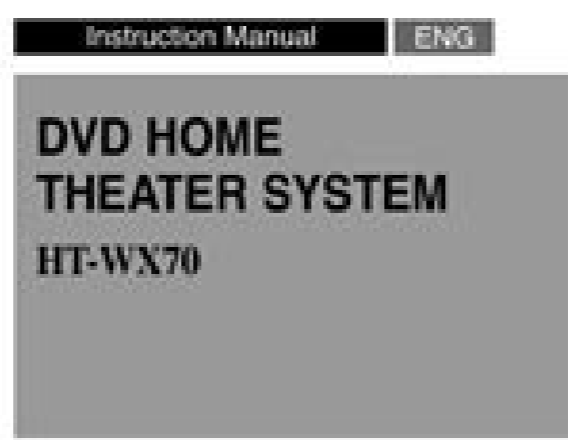 Instruction Manual ENG
DVD HOME
THEATER SYSTEM
HT-WX70